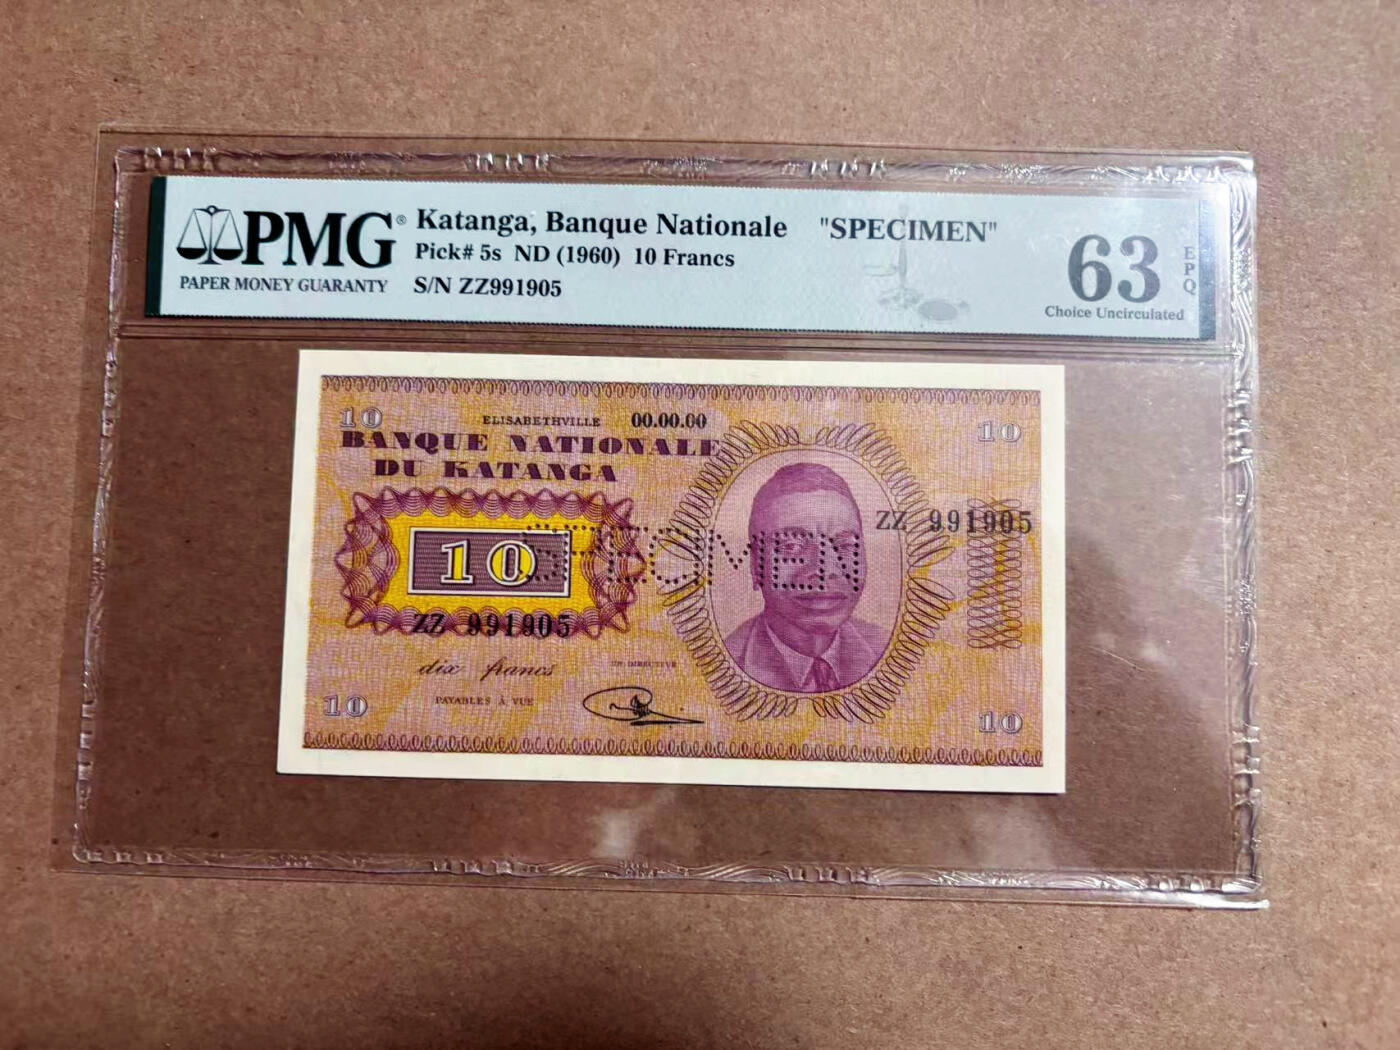 PMG®
PAPER MONEY GUARANTY
Katanga, Banque Nationale "SPECIMEN"
Pick# 5s ND (1960) 10 Francs
S/N ZZ991905
63
EPQ
Choice Uncirculated
10 ELISABETHVILLE 00.00.00 10
BANQUE NATIONALE
DU KATANGA
ZZ 991905
10
SPECIMEN
ZZ 991905
dix francs
UN DIRECTEUR
PAYABLES À VUE
10 10